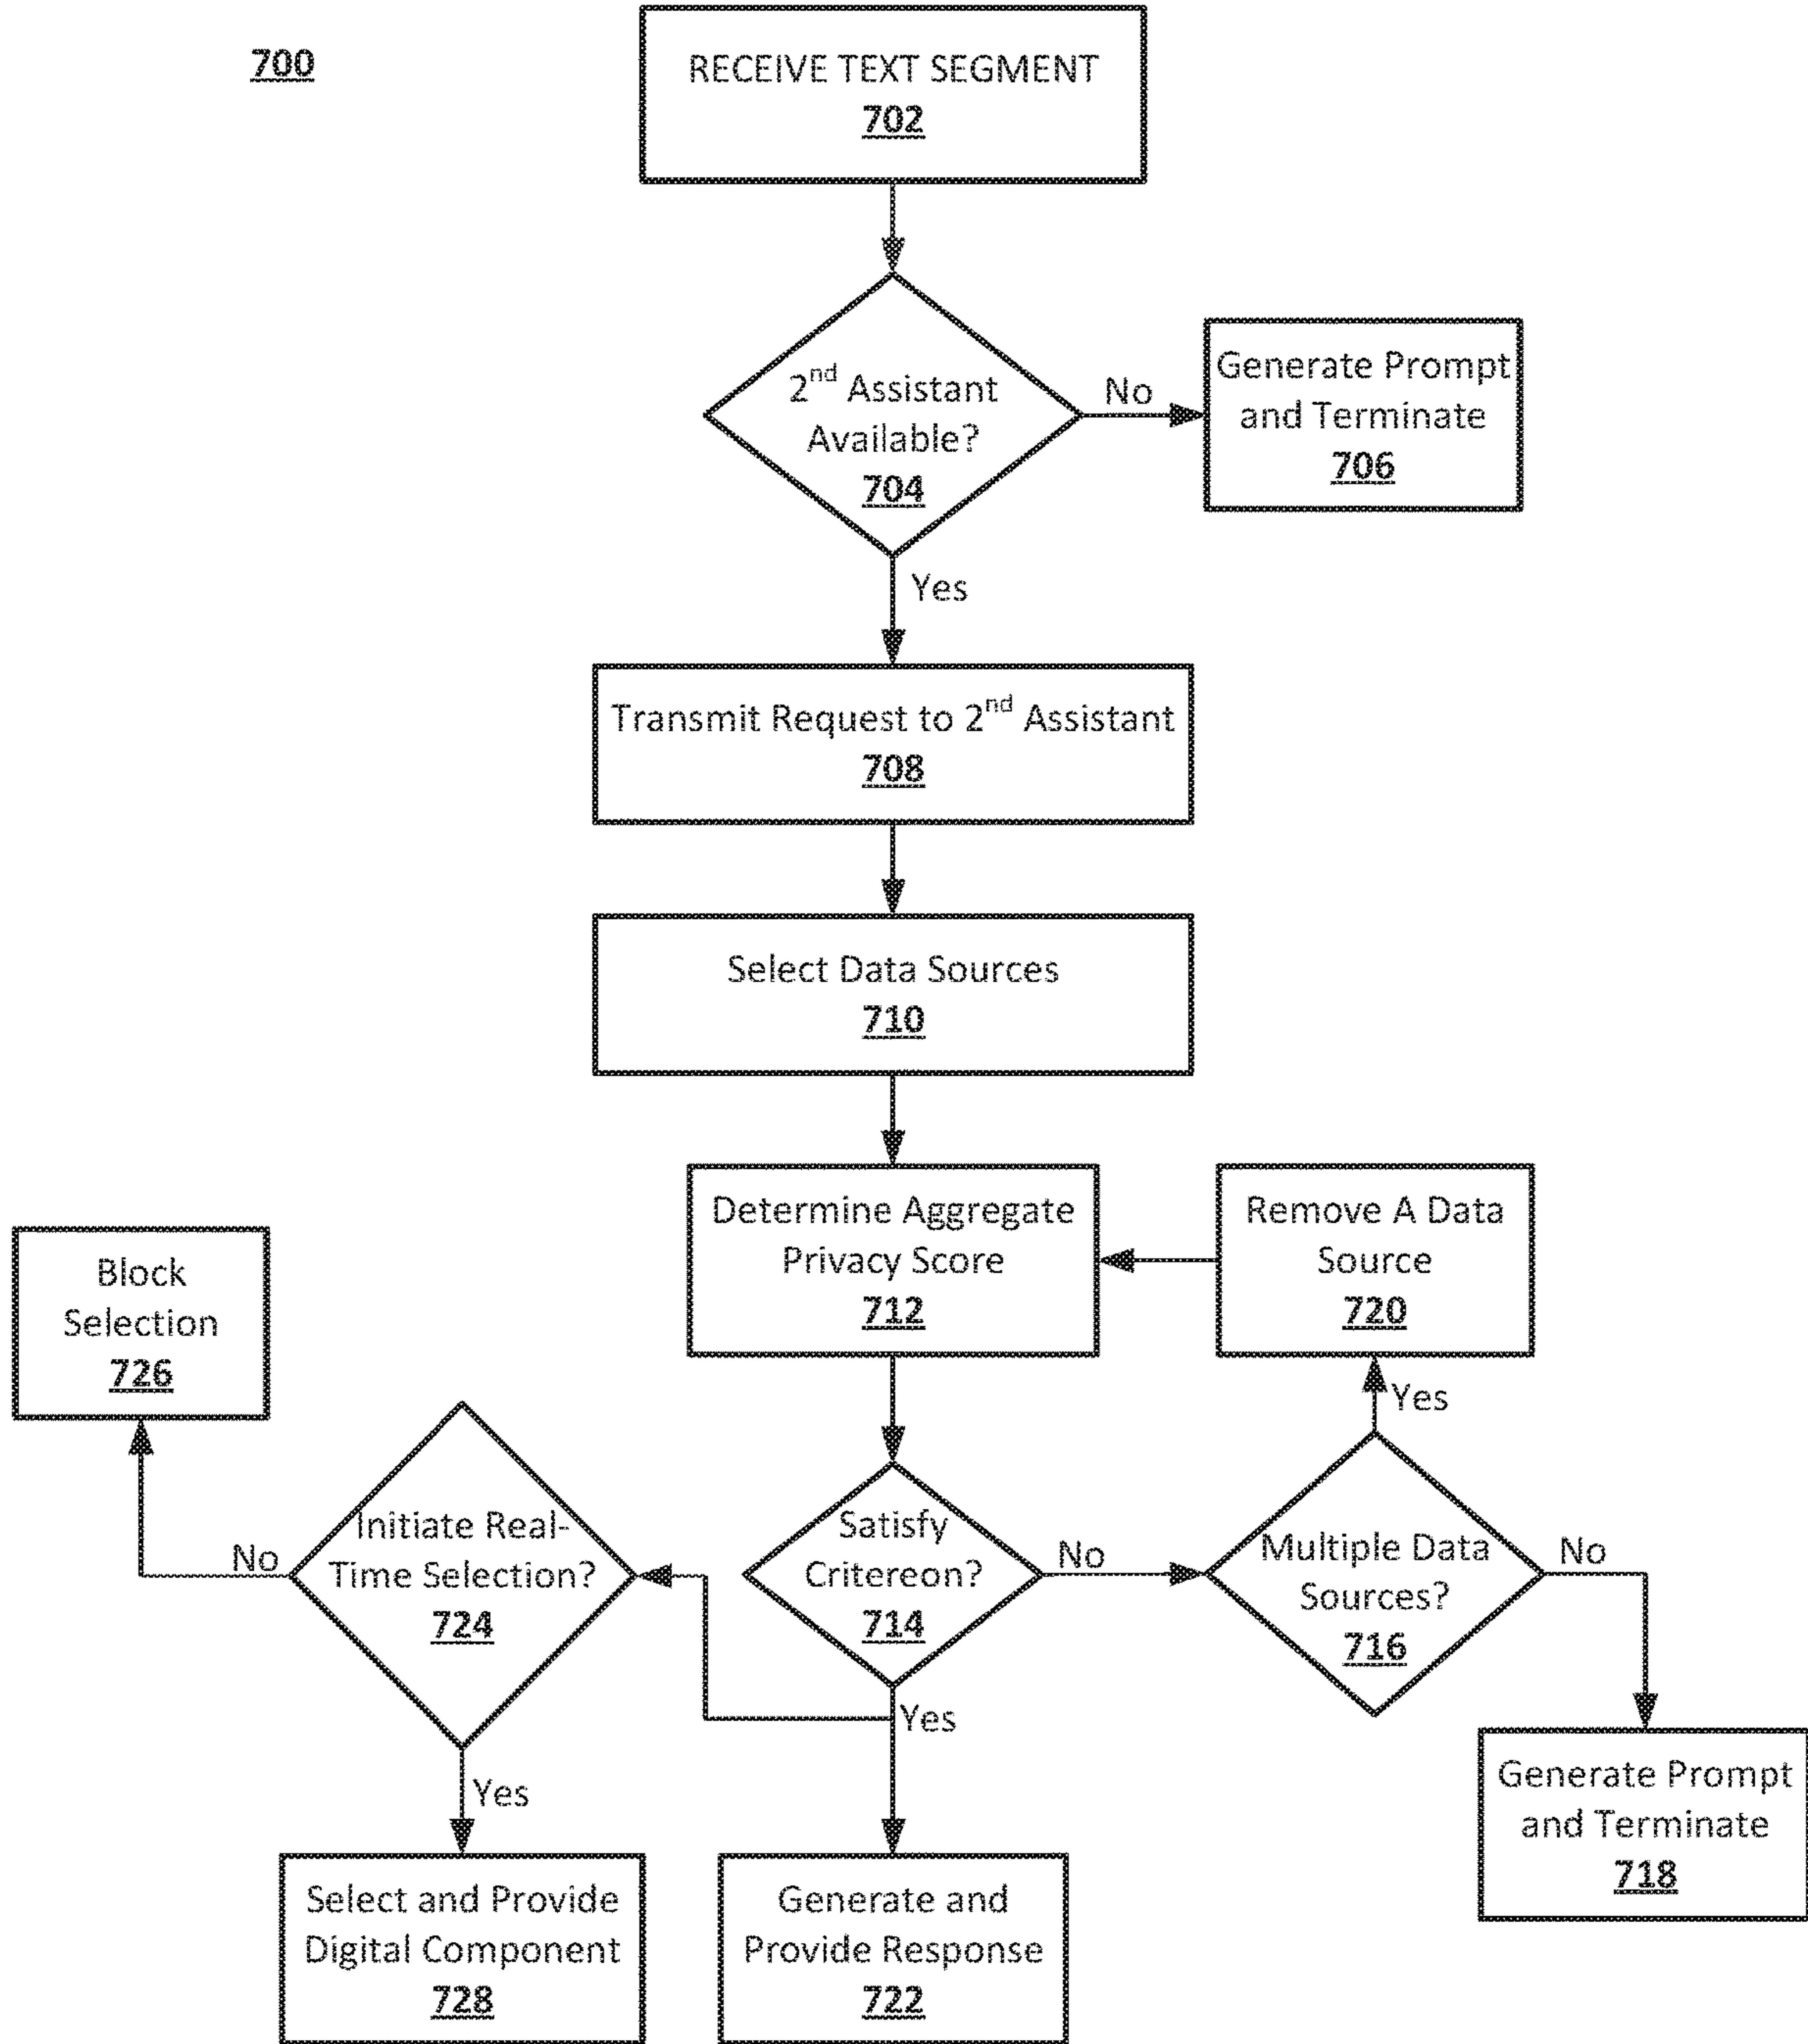 700
RECEIVE TEXT SEGMENT
702
2nd Assistant
Available?
704
No
Generate Prompt
and Terminate
706
Yes
Transmit Request to 2nd Assistant
708
Select Data Sources
710
Determine Aggregate
Privacy Score
712
Remove A Data
Source
720
Block
Selection
726
Yes
Initiate Real-
Time Selection?
724
No
Satisfy
Critereon?
714
No
Multiple Data
Sources?
716
No
Yes
Yes
Generate Prompt
and Terminate
718
Select and Provide
Digital Component
728
Generate and
Provide Response
722